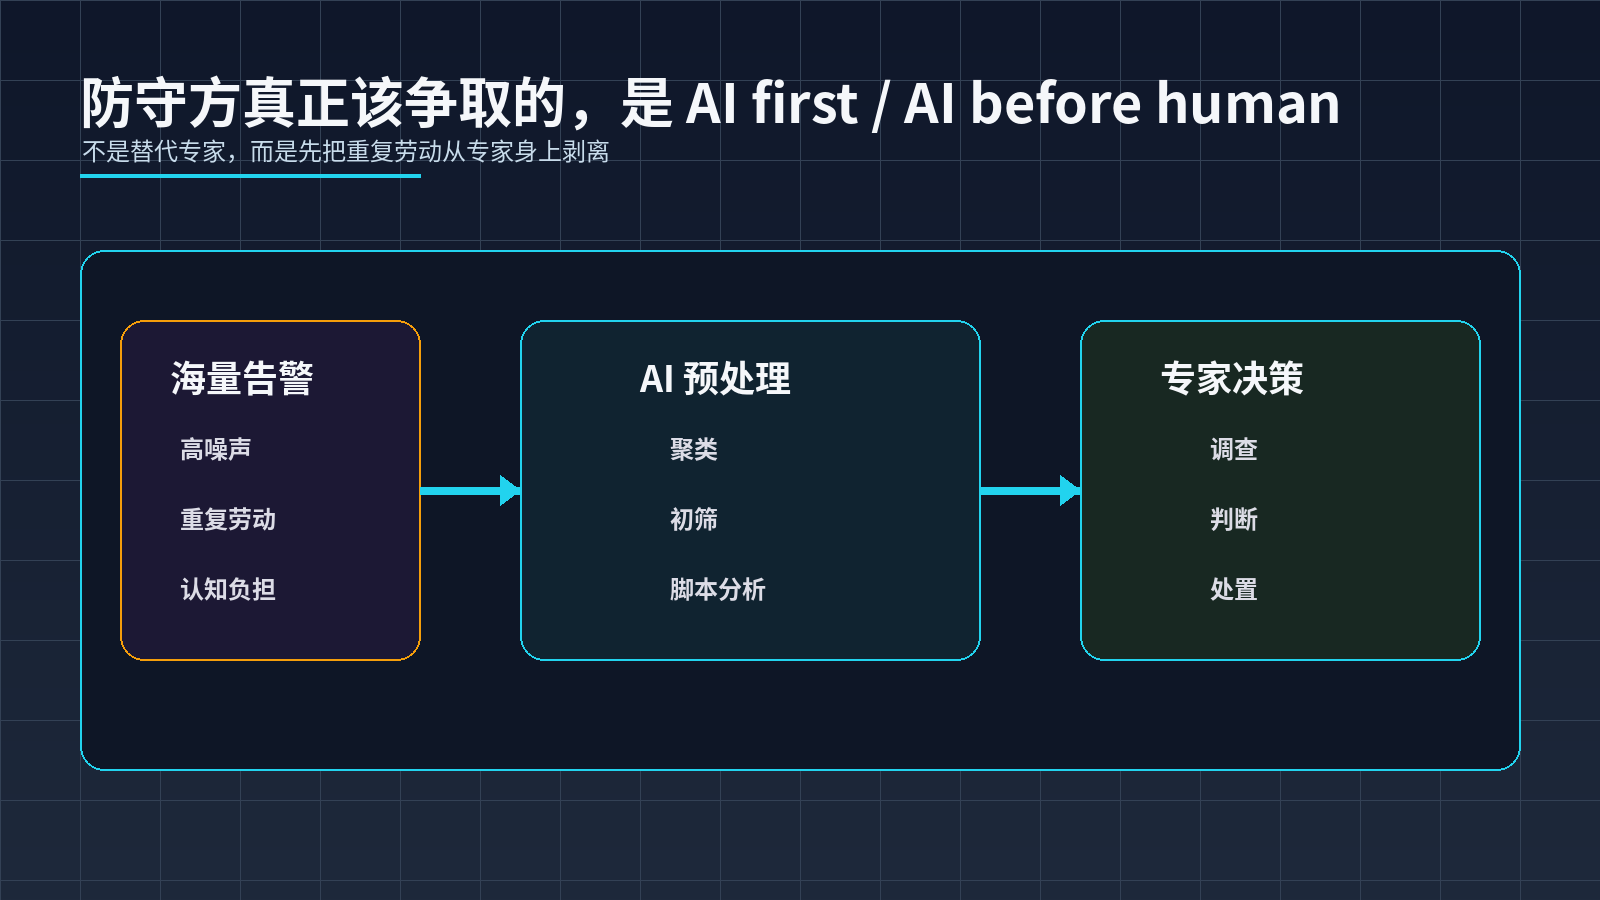 防守方真正该争取的，是 AI first / AI before human
不是替代专家，而是先把重复劳动从专家身上剥离
海量告警
高噪声
重复劳动
认知负担
AI 预处理
聚类
初筛
脚本分析
专家决策
调查
判断
处置